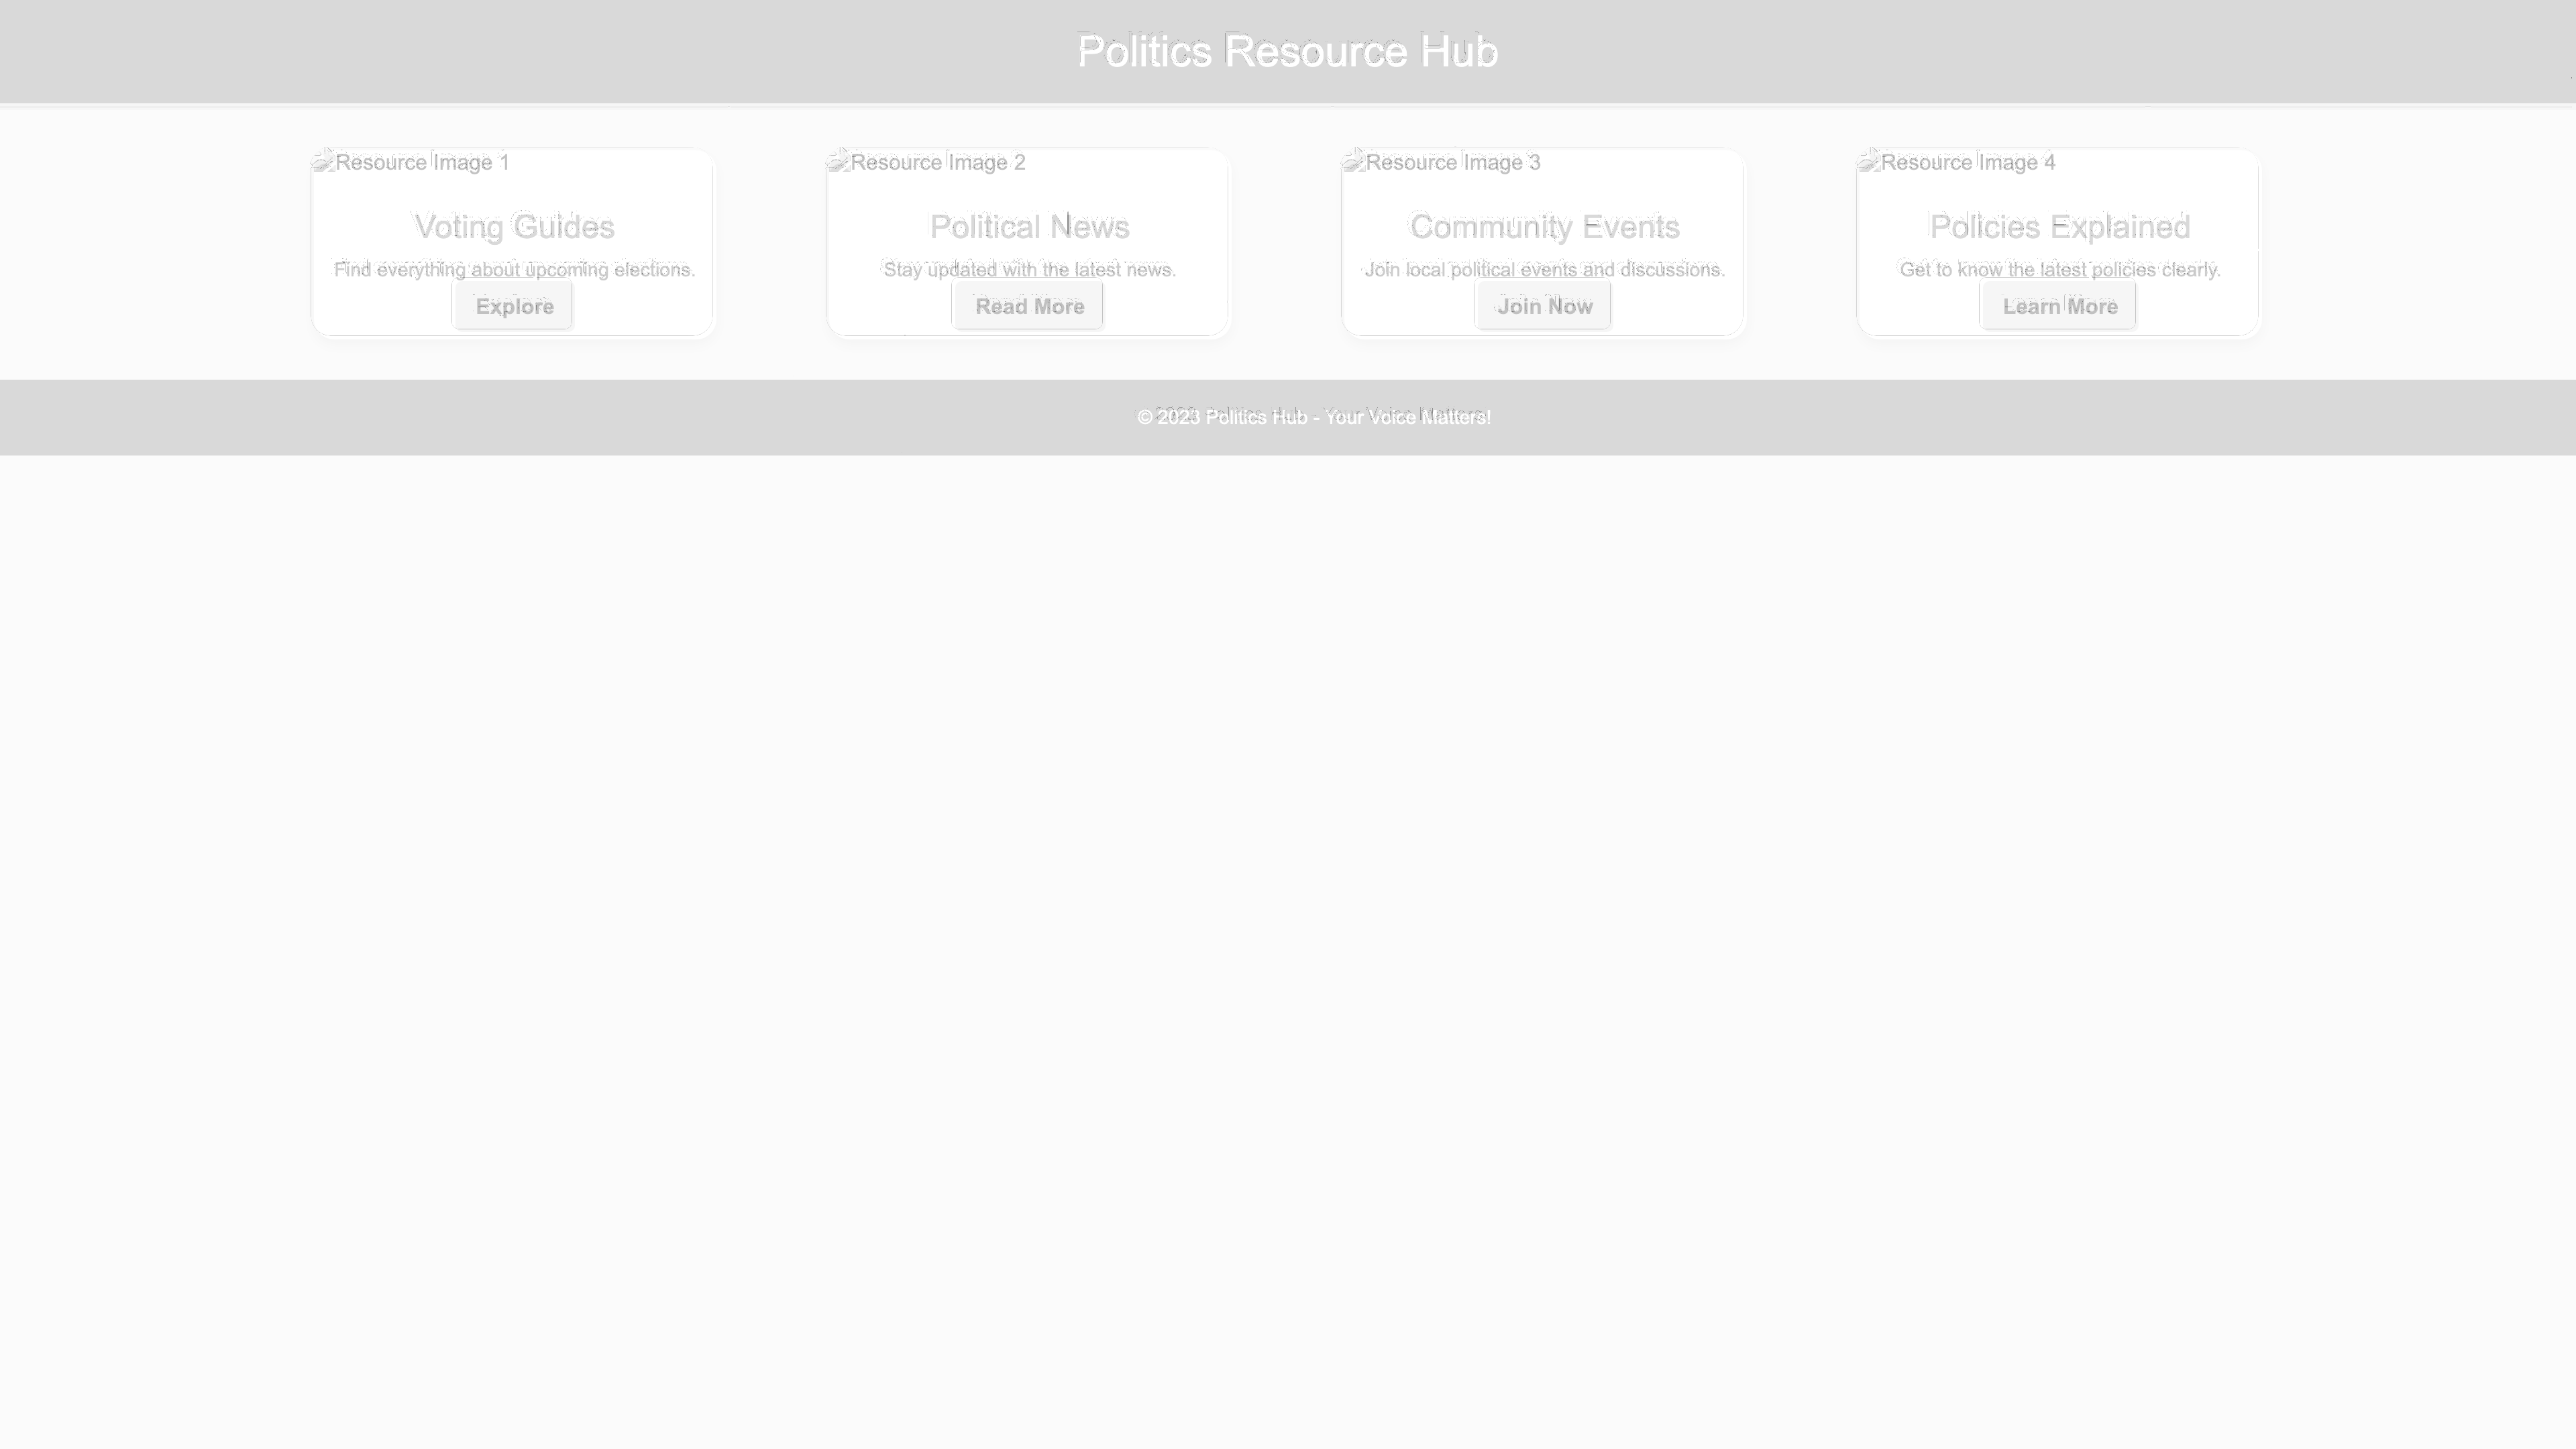 Politics Resource Hub
Resource Image 1
Voting Guides
Find everything about upcoming elections.
Explore
Resource Image 2
Political News
Stay updated with the latest news.
Read More
Resource Image 3
Community Events
Join local political events and discussions.
Join Now
Resource Image 4
Policies Explained
Get to know the latest policies clearly.
Learn More
© 2023 Politics Hub - Your Voice Matters!